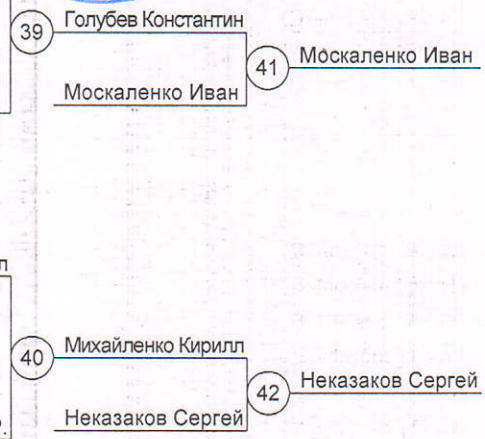 39
Голубев Константин
Москаленко Иван
41
Москаленко Иван
л
40
Михайленко Кирилл
Неказаков Сергей
42
Неказаков Сергей